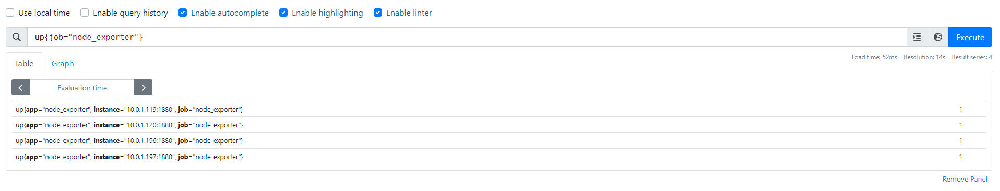 Use local time Enable query history Enable autocomplete Enable highlighting Enable linter
up{job="node_exporter"} Execute
Table Graph Load time: 52ms Resolution: 14s Result series: 4
Evaluation time
up{app="node_exporter", instance="10.0.1.119:1880", job="node_exporter"} 1
up{app="node_exporter", instance="10.0.1.120:1880", job="node_exporter"} 1
up{app="node_exporter", instance="10.0.1.196:1880", job="node_exporter"} 1
up{app="node_exporter", instance="10.0.1.197:1880", job="node_exporter"} 1
Remove Panel